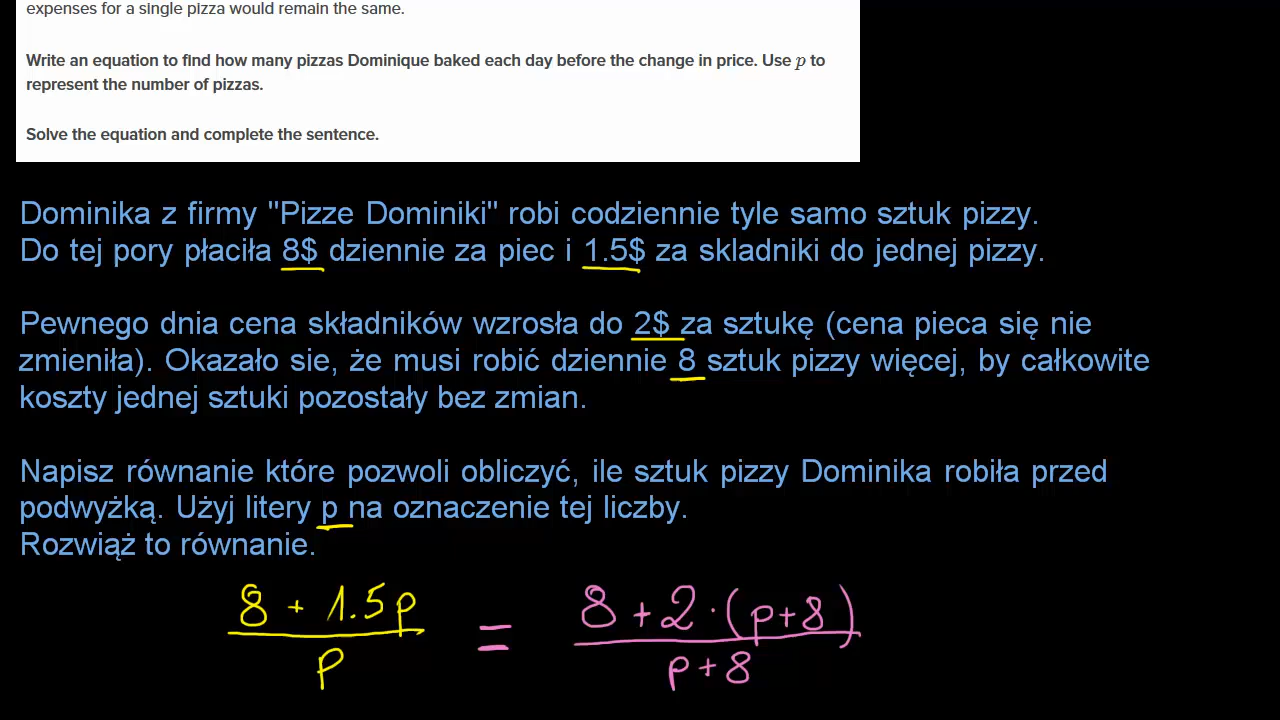 expenses for a single pizza would remain the same.
Write an equation to find how many pizzas Dominique baked each day before the change in price. Use p to
represent the number of pizzas.
Solve the equation and complete the sentence.
Dominika z firmy "Pizze Dominiki" robi codziennie tyle samo sztuk pizzy.
Do tej pory płaciła 8$ dziennie za piec i 1.5$ za skladniki do jednej pizzy.
Pewnego dnia cena składników wzrosła do 2$ za sztukę (cena pieca się nie
zmieniła). Okazało sie, że musi robić dziennie 8 sztuk pizzy więcej, by całkowite
koszty jednej sztuki pozostały bez zmian.
Napisz równanie które pozwoli obliczyć, ile sztuk pizzy Dominika robiła przed
podwyżką. Użyj litery p na oznaczenie tej liczby.
Rozwiąż to równanie.
8 + 1.5p = 8 + 2 · (p+8)
p p+8